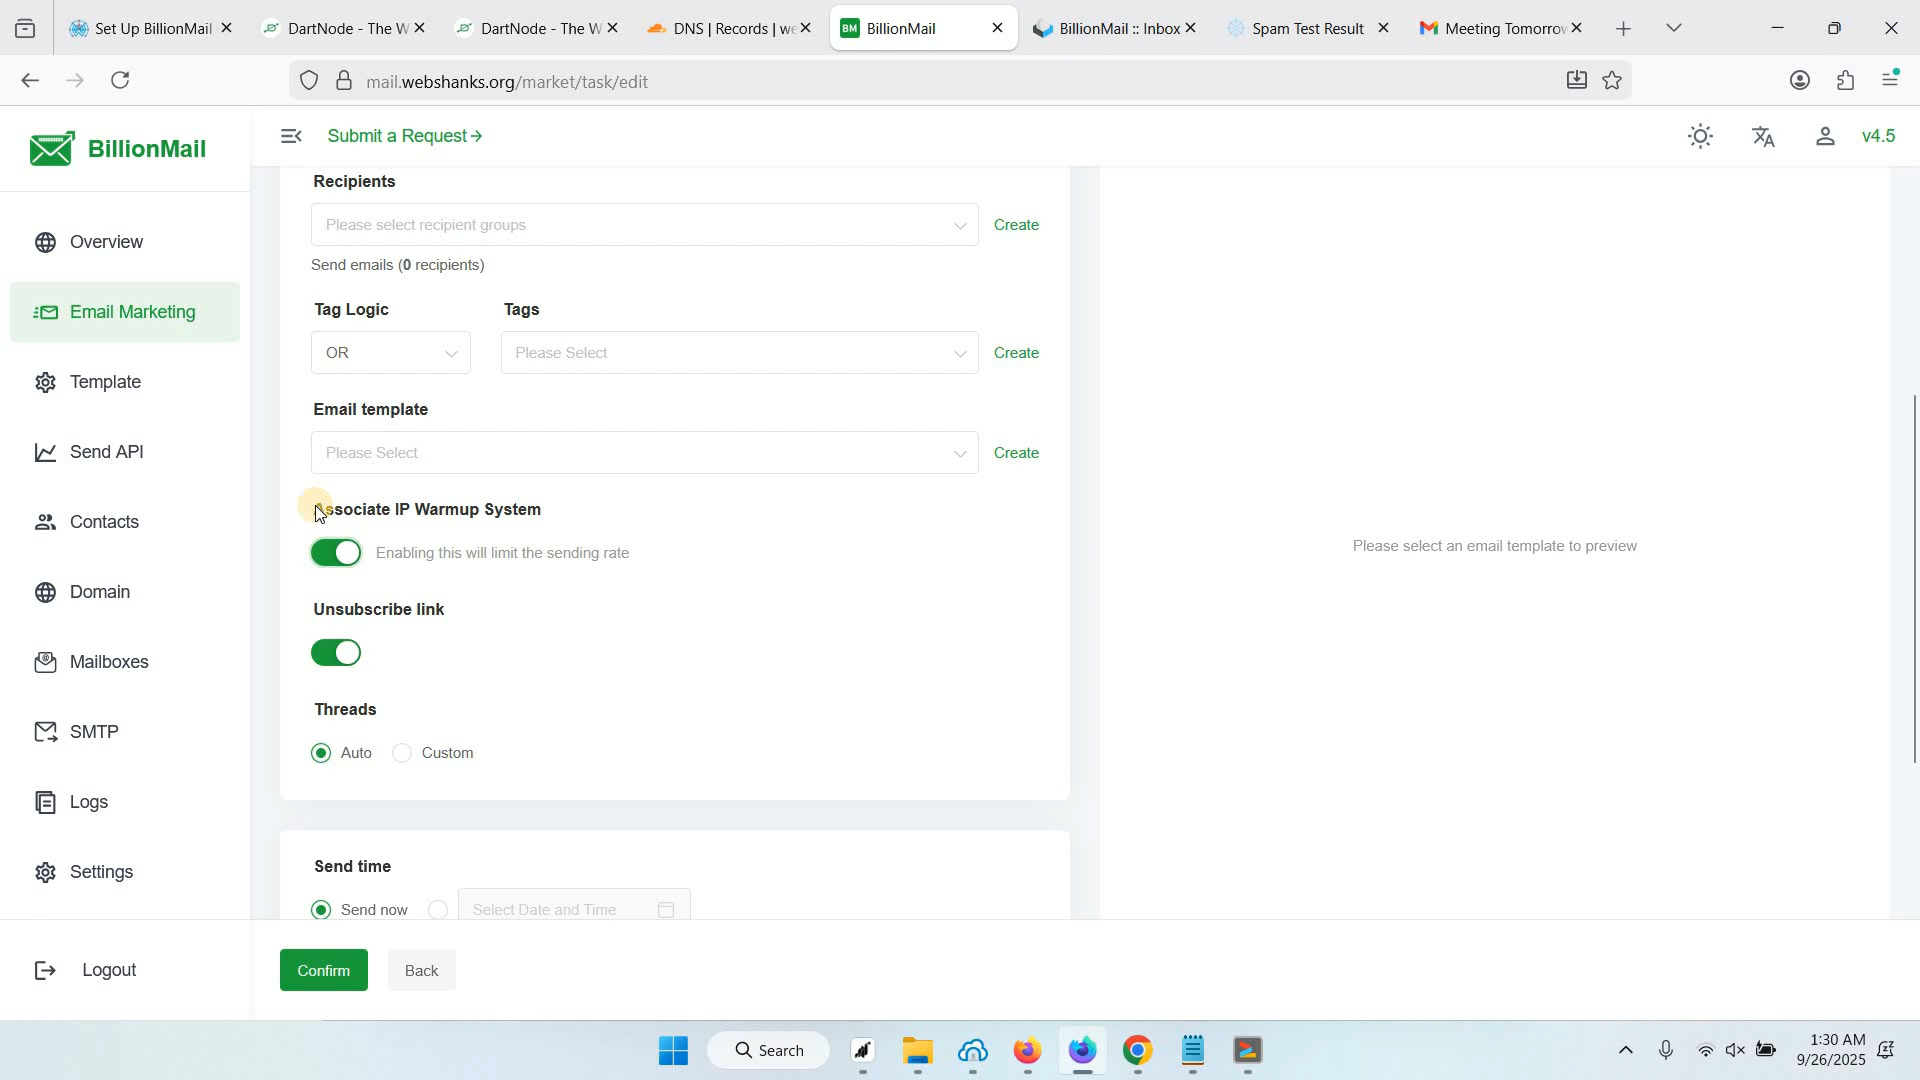 Set Up BillionMail
DartNode - The W
DartNode - The W
DNS | Records | we
BM BillionMail
BillionMail :: Inbox
Spam Test Result
Meeting Tomorrow
mail.webshanks.org/market/task/edit
BillionMail
Submit a Request
v4.5
Overview
Email Marketing
Template
Send API
Contacts
Domain
Mailboxes
SMTP
Logs
Settings
Logout
Recipients
Please select recipient groups
Create
Send emails (0 recipients)
Tag Logic
Tags
OR
Please Select
Create
Email template
Please Select
Create
Associate IP Warmup System
Enabling this will limit the sending rate
Unsubscribe link
Threads
Auto
Custom
Send time
Send now
Select Date and Time
Please select an email template to preview
Confirm
Back
Search
1:30 AM
9/26/2025